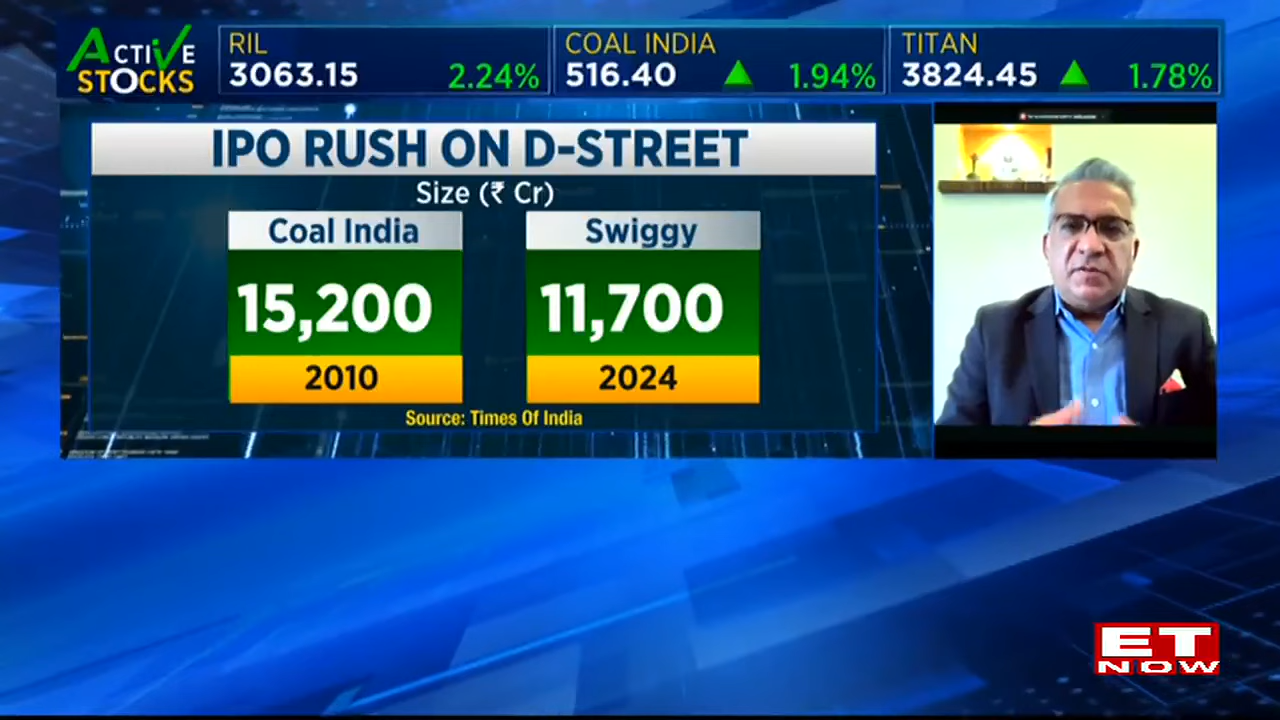 ACTIVE
STOCKS
RIL
3063.15 2.24%
COAL INDIA
516.40 ▲ 1.94%
TITAN
3824.45 ▲ 1.78%
IPO RUSH ON D-STREET
Size (₹ Cr)
Coal India
15,200
2010
Swiggy
11,700
2024
Source: Times Of India
ET
NOW